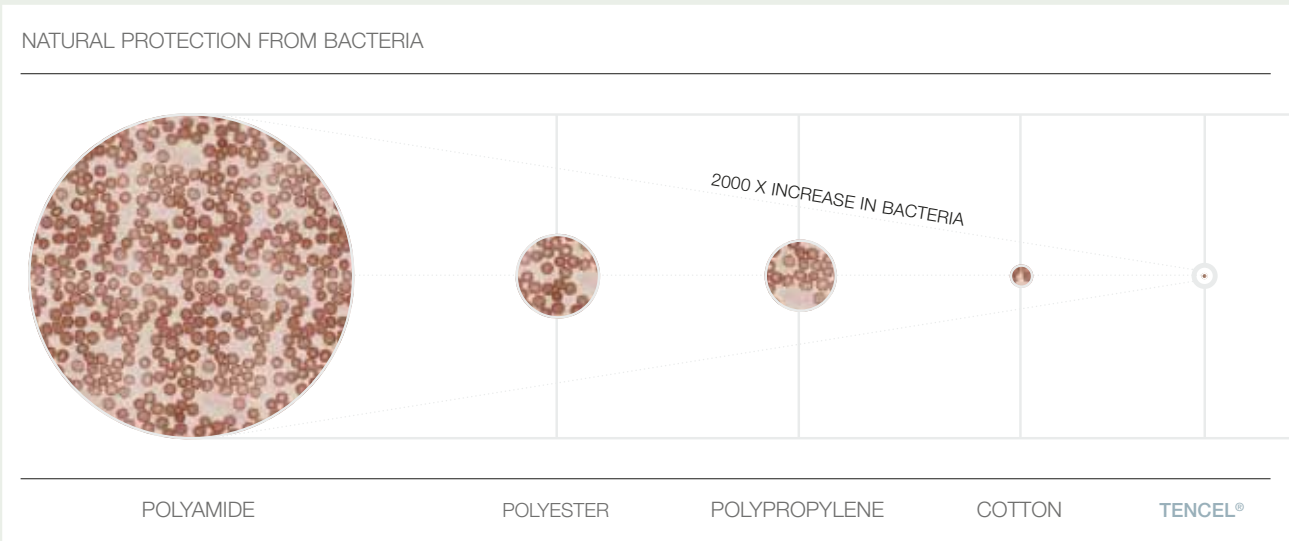 NATURAL PROTECTION FROM BACTERIA
2000 X INCREASE IN BACTERIA
POLYAMIDE
POLYESTER
POLYPROPYLENE
COTTON
TENCEL®